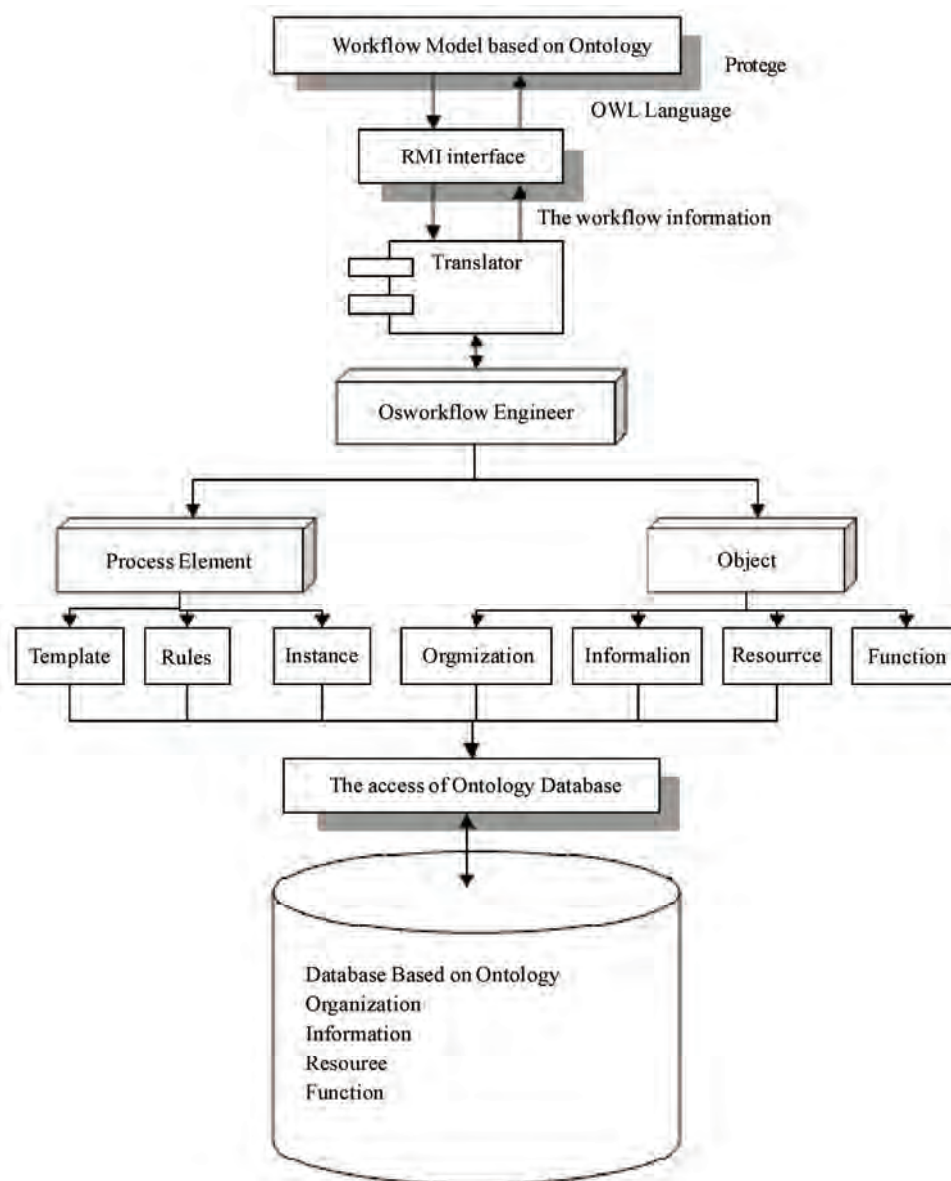 Workflow Model based on Ontology
Protege
OWL Language
RMI interface
The workflow information
Translator
Osworkflow Engineer
Process Element
Object
Template
Rules
Instance
Orgmization
Informalion
Resourrce
Function
The access of Ontology Database
Database Based on Ontology
Organization
Information
Resouree
Function